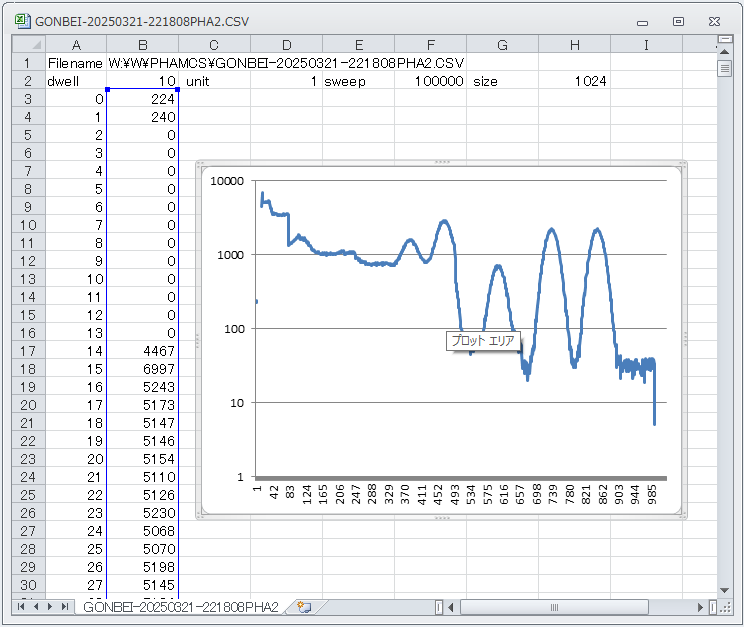 GONBEI-20250321-221808PHA2.CSV
A B C D E F G H I
1 Filename W:¥W¥PHAMCS¥GONBEI-20250321-221808PHA2.CSV
2 dwell 10 unit 1 sweep 100000 size 1024
3 0 224
4 1 240
5 2 0
6 3 0
7 4 0
8 5 0
9 6 0
10 7 0
11 8 0
12 9 0
13 10 0
14 11 0
15 12 0
16 13 0
17 14 4467
18 15 6997
19 16 5243
20 17 5173
21 18 5147
22 19 5146
23 20 5154
24 21 5110
25 22 5126
26 23 5230
27 24 5068
28 25 5070
29 26 5198
30 27 5145
10000
1000
100
10
1
プロット エリア
1 42 83 124 165 206 247 288 329 370 411 452 493 534 575 616 657 698 739 780 821 862 903 944 985
GONBEI-20250321-221808PHA2